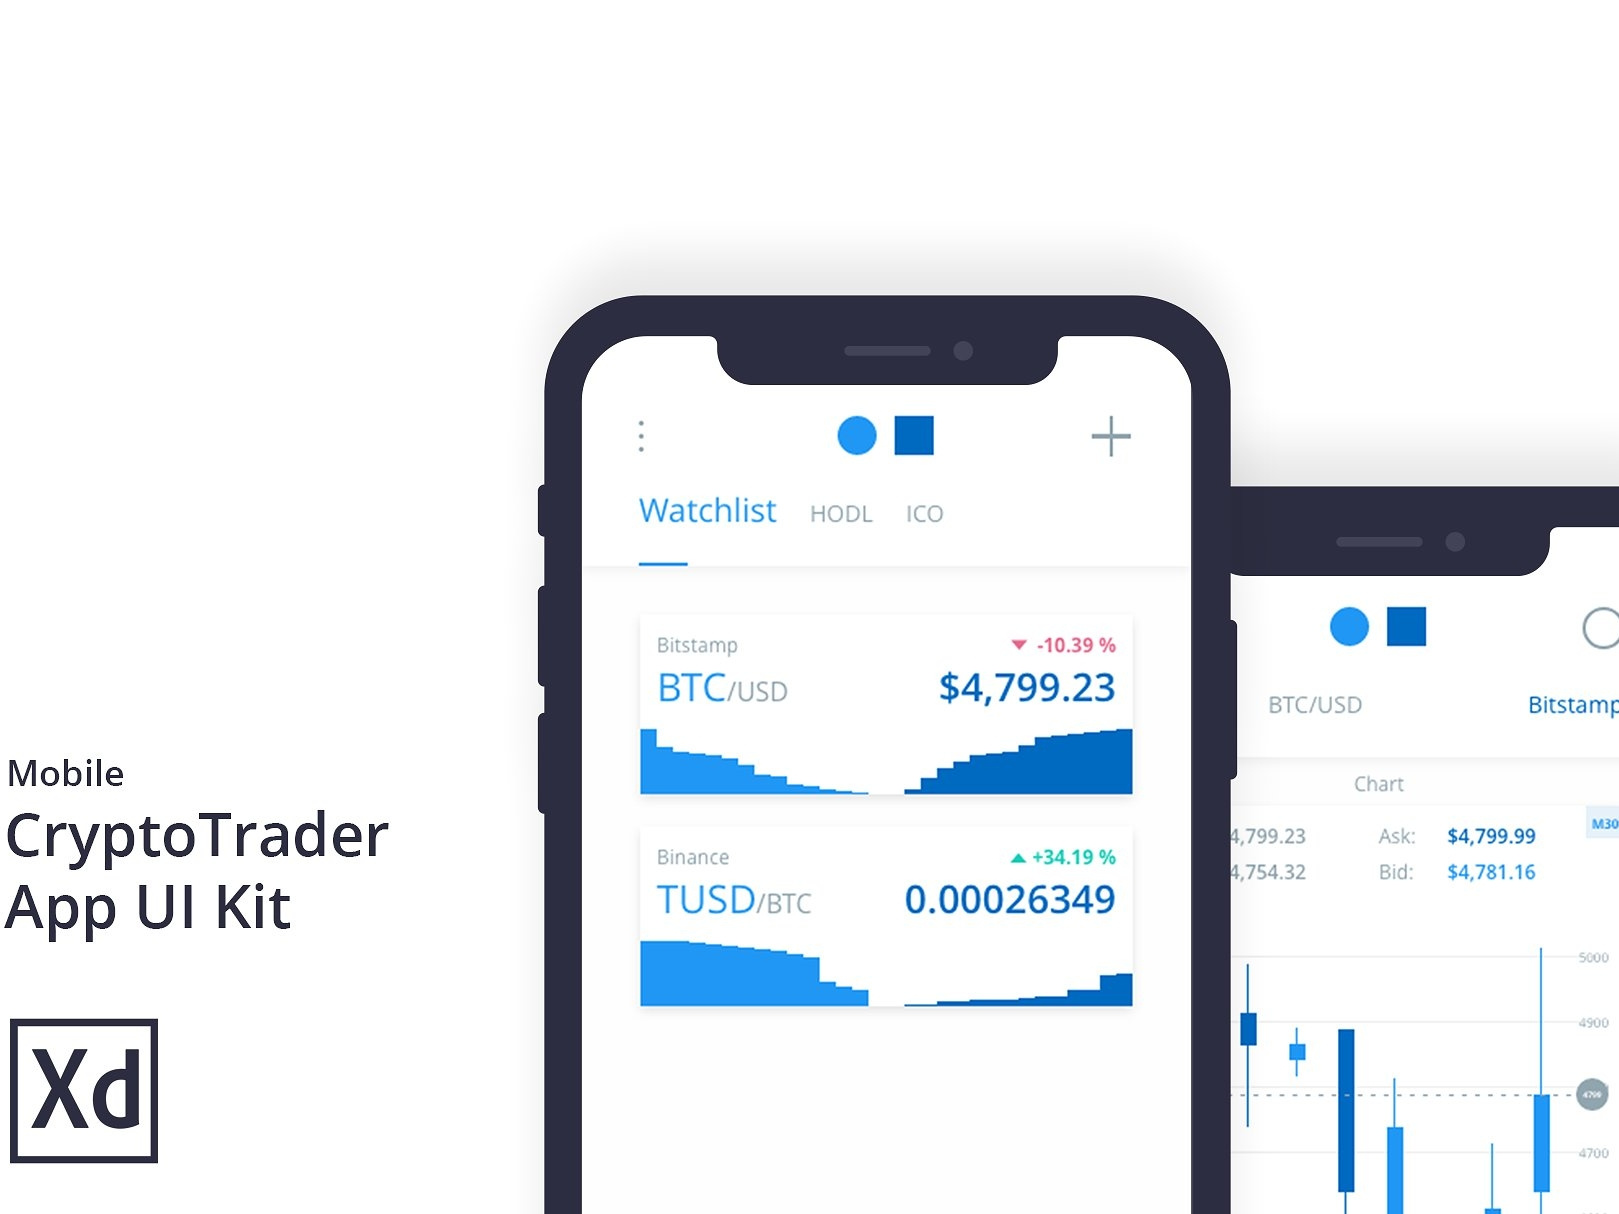 Mobile
CryptoTrader
App UI Kit
Xd
Watchlist HODL ICO
Bitstamp -10.39 %
BTC/USD $4,799.23
Binance +34.19 %
TUSD/BTC 0.00026349
BTC/USD Bitstamp
Chart
M30
4,799.23 Ask: $4,799.99
4,754.32 Bid: $4,781.16
5000
4900
4799
4700